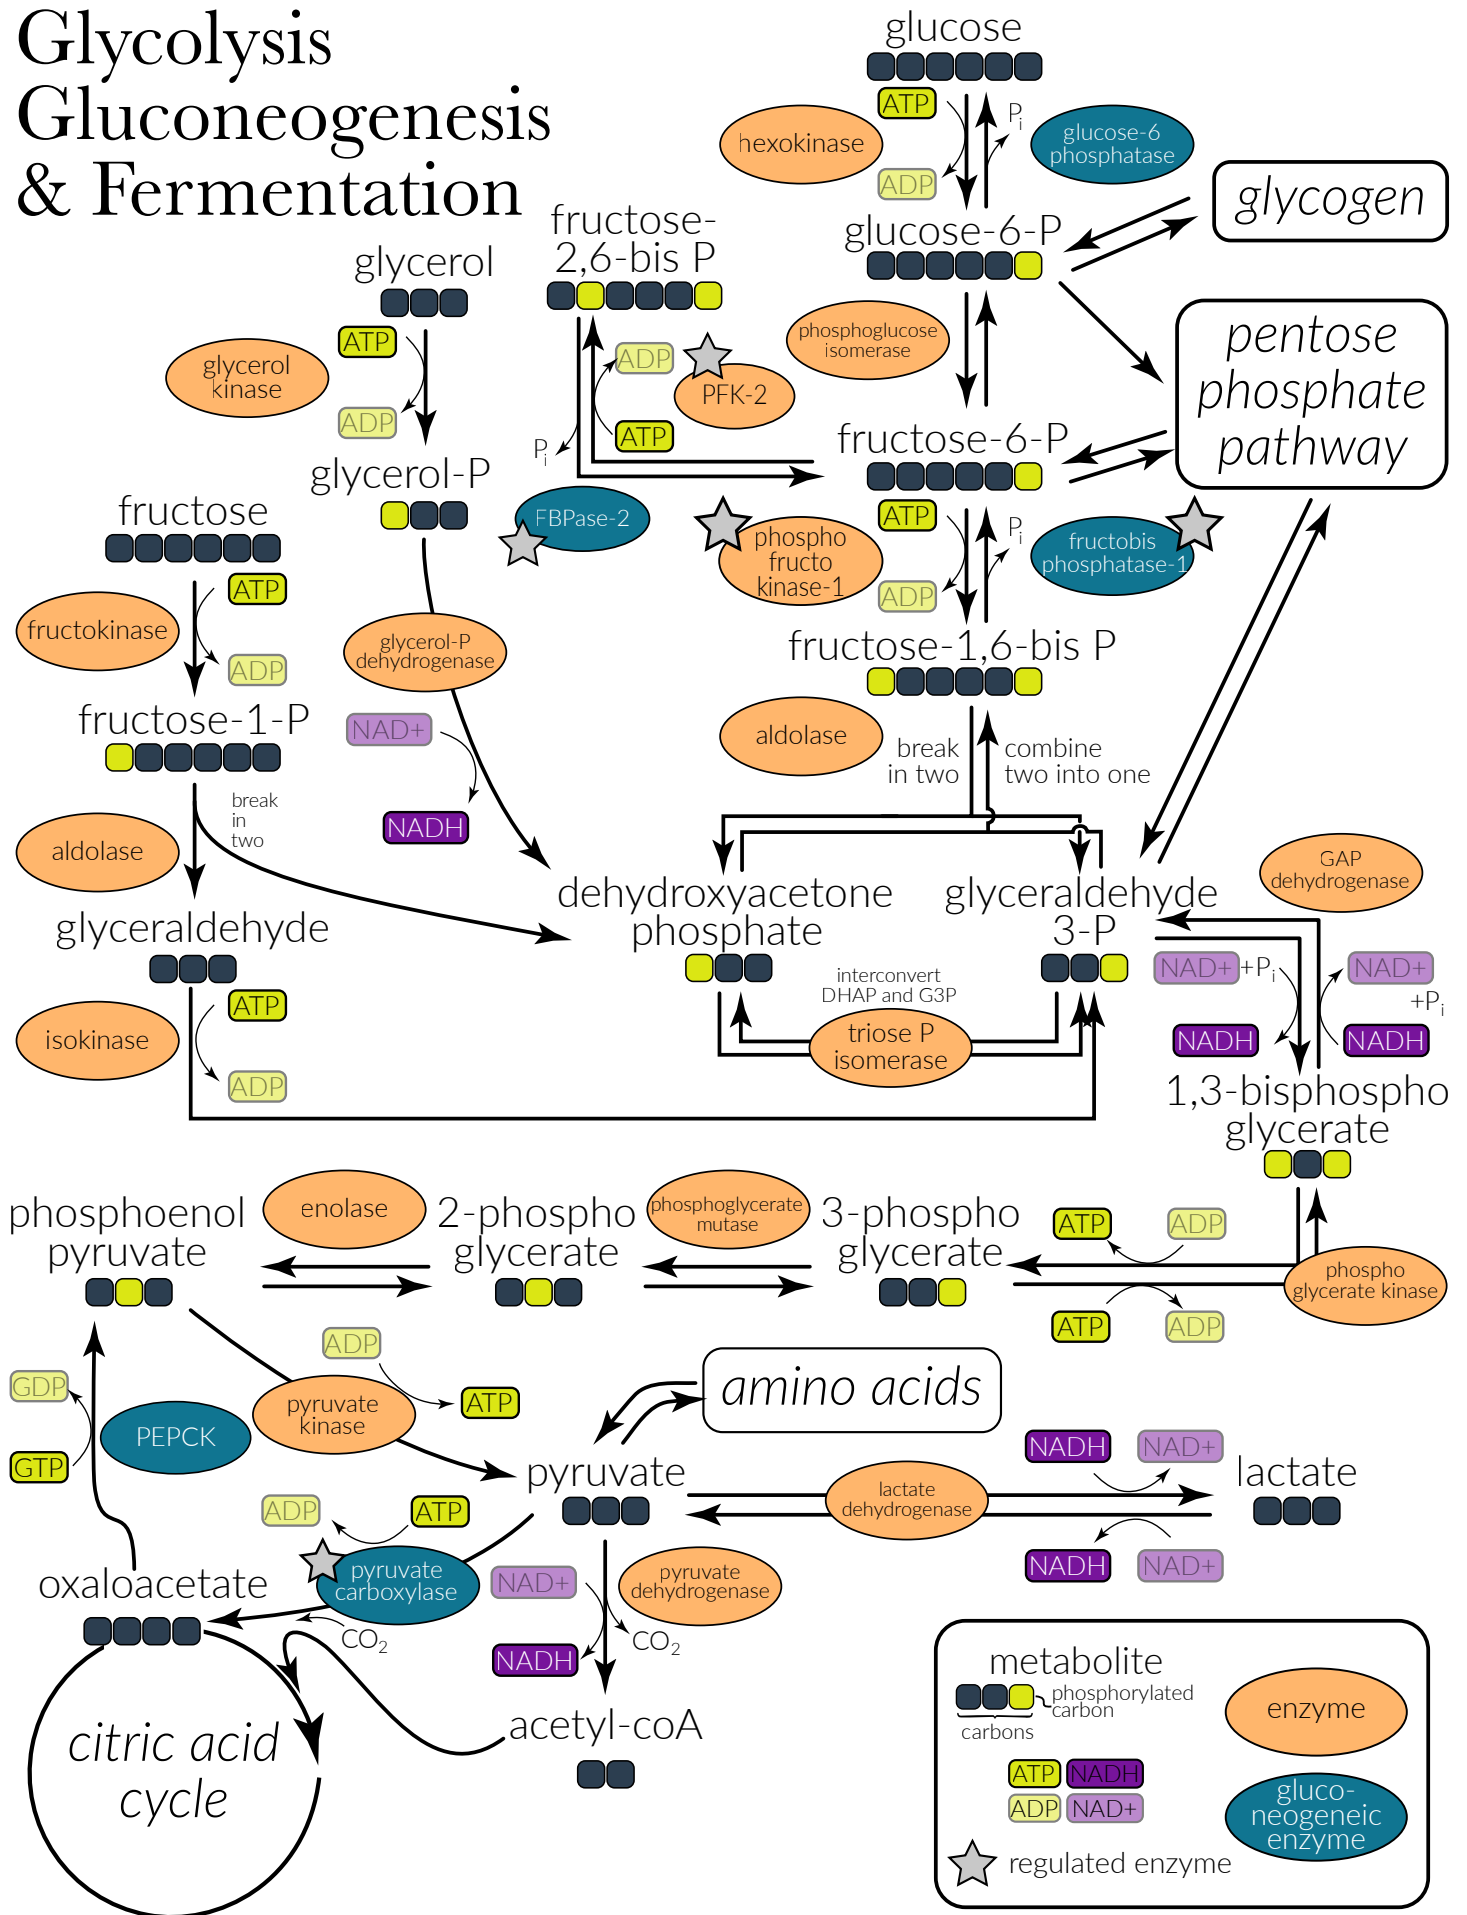 Glycolysis
Gluconeogenesis
& Fermentation
glucose
ATP
ADP
hexokinase
Pi
glucose-6
phosphatase
glycogen
glucose-6-P
phosphoglucose
isomerase
pentose
phosphate
pathway
fructose-
2,6-bis P
ADP
ATP
PFK-2
Pi
FBPase-2
fructose-6-P
ATP
ADP
phospho
fructo
kinase-1
Pi
fructobis
phosphatase-1
fructose-1,6-bis P
aldolase
break
in two
combine
two into one
glycerol
ATP
ADP
glycerol
kinase
glycerol-P
glycerol-P
dehydrogenase
NAD+
NADH
fructose
ATP
ADP
fructokinase
fructose-1-P
break
in
two
aldolase
glyceraldehyde
ATP
ADP
isokinase
dehydroxyacetone
phosphate
glyceraldehyde
3-P
interconvert
DHAP and G3P
triose P
isomerase
GAP
dehydrogenase
NAD+ +Pi
NADH
NAD+
+Pi
NADH
1,3-bisphospho
glycerate
phospho
glycerate kinase
ATP
ADP
ATP
ADP
3-phospho
glycerate
phosphoglycerate
mutase
2-phospho
glycerate
enolase
phosphoenol
pyruvate
ADP
ATP
pyruvate
kinase
GDP
GTP
PEPCK
amino acids
pyruvate
lactate
dehydrogenase
NADH
NAD+
NADH
NAD+
lactate
ADP
ATP
pyruvate
carboxylase
CO2
oxaloacetate
NAD+
NADH
pyruvate
dehydrogenase
CO2
acetyl-coA
citric acid
cycle
metabolite
phosphorylated
carbon
carbons
ATP
NADH
ADP
NAD+
regulated enzyme
enzyme
gluco-
neogeneic
enzyme